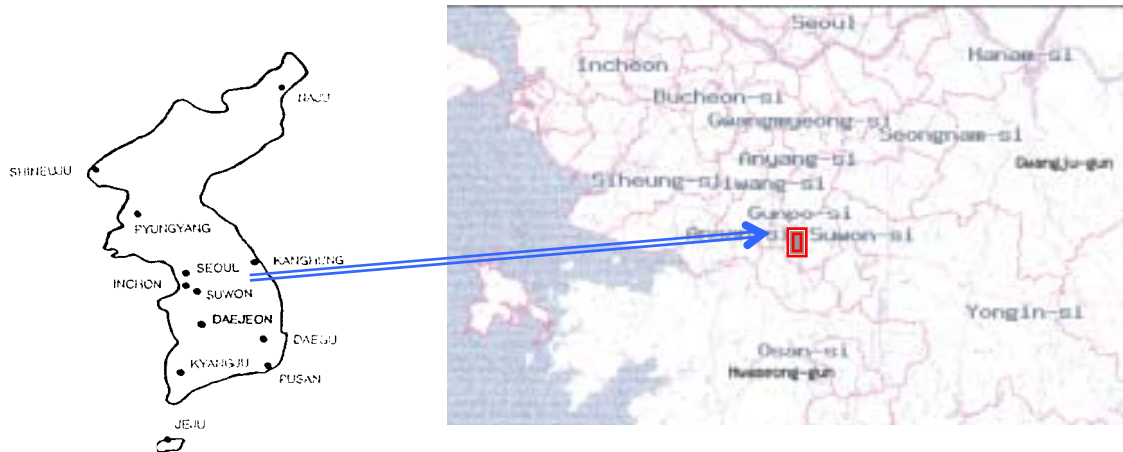 NAJU
SHINEUJU
PYUNGYANG
KANGHUNG
SEOUL
INCHON
SUWON
DAEJEON
DAEGU
KYANGJU
PUSAN
JEJU
Seoul
Hanam-si
Incheon
Bucheon-si
Gwangmyeong-si
Seongnam-si
Anyang-si
Gwangju-gun
Siheung-si
Gunpo-si
Suwon-si
Yongin-si
Osan-si
Hwaseong-gun